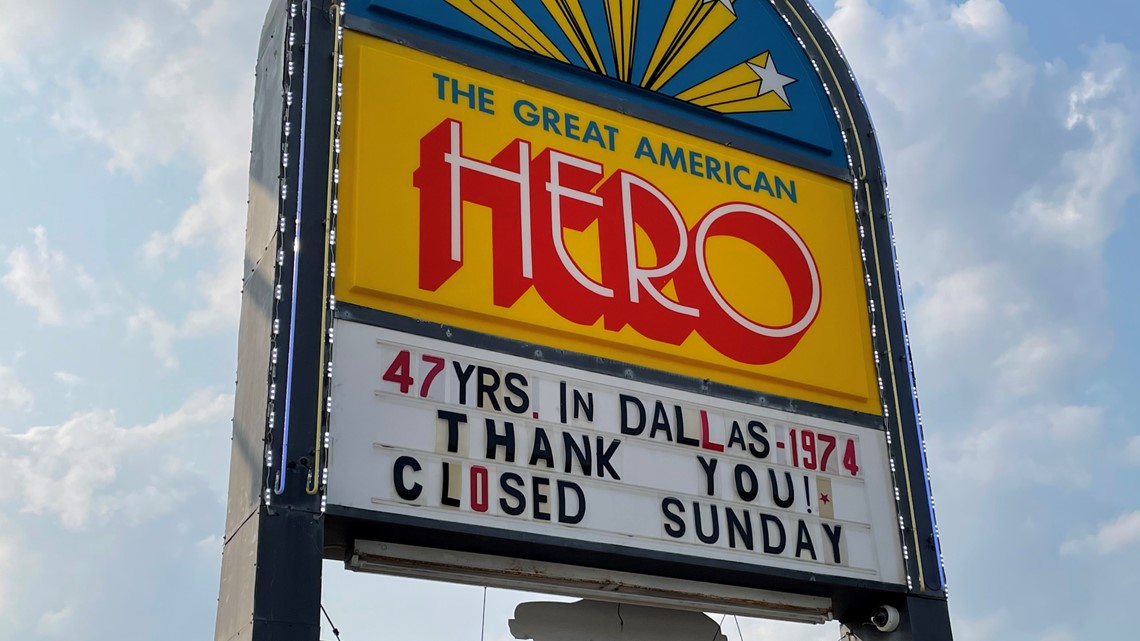 THE GREAT AMERICAN
HERO
47 YRS. IN DALLAS-1974
THANK YOU!
CLOSED SUNDAY